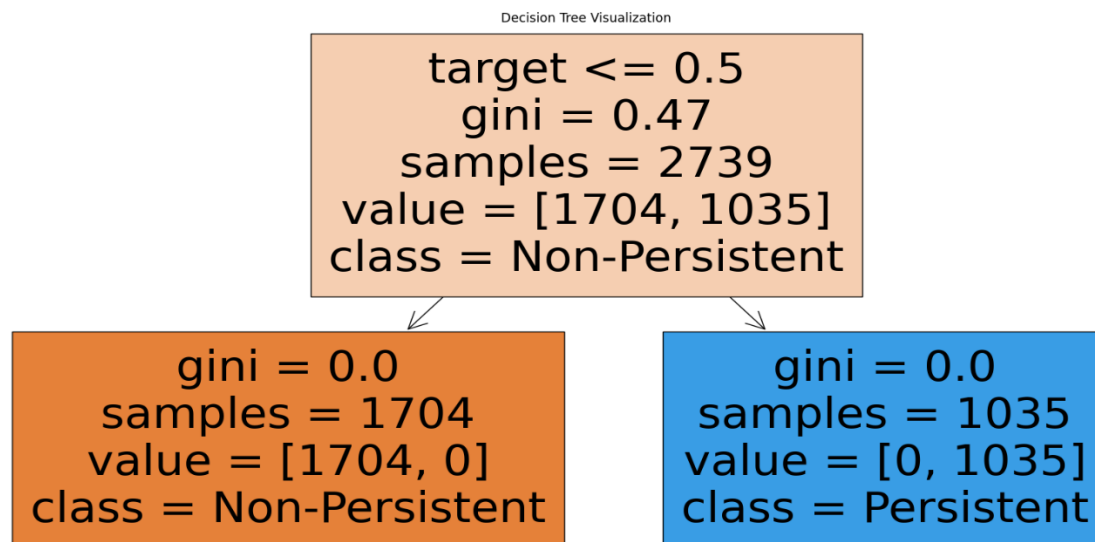 Decision Tree Visualization
target <= 0.5
gini = 0.47
samples = 2739
value = [1704, 1035]
class = Non-Persistent
gini = 0.0
samples = 1704
value = [1704, 0]
class = Non-Persistent
gini = 0.0
samples = 1035
value = [0, 1035]
class = Persistent